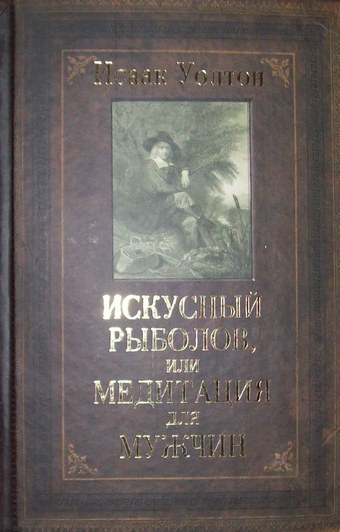 Исаак Уолтон
ИСКУСНЫЙ
РЫБОЛОВ,
ИЛИ
МЕДИТАЦИЯ
ДЛЯ
МУЖЧИН